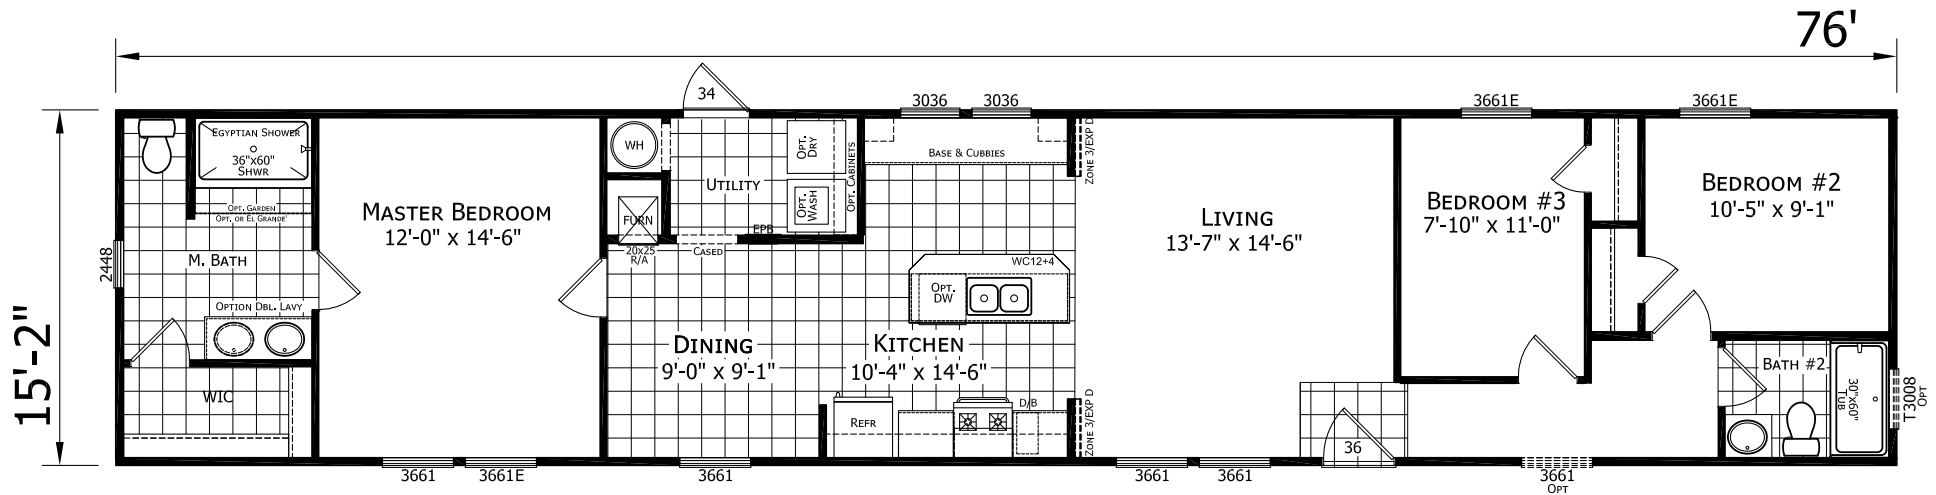 76'
15'-2"
34
3036
3036
3661E
3661E
EGYPTIAN SHOWER
36"x60"
SHWR
OPT. GARDEN
OPT, OR EL GRANDE'
2448
M. BATH
OPTION DBL. LAVY
WIC
MASTER BEDROOM
12'-0" x 14'-6"
WH
FURN
20x25
R/A
UTILITY
OPT.
DRY
OPT.
WASH
OPT. CABINETS
EPB
CASED
BASE & CUBBIES
ZONE 3/EXP D
WC12+4
OPT.
DW
DINING
9'-0" x 9'-1"
KITCHEN
10'-4" x 14'-6"
REFR
D/B
ZONE 3/EXP D
LIVING
13'-7" x 14'-6"
36
BEDROOM #3
7'-10" x 11'-0"
BEDROOM #2
10'-5" x 9'-1"
BATH #2
30"x60"
TUB
T3008
OPT
3661
3661E
3661
3661
3661
3661
OPT